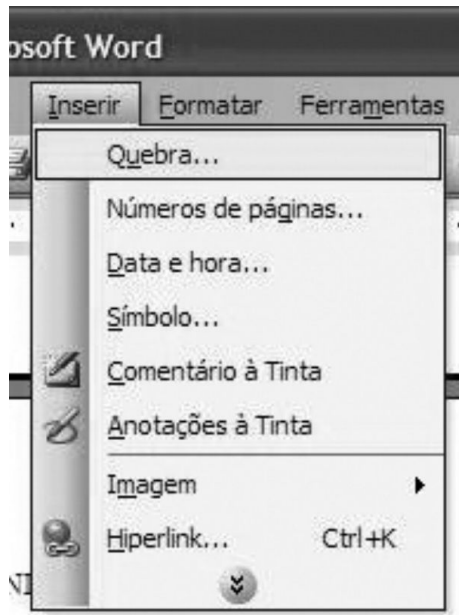 osoft Word
Inserir Formatar Ferramentas
Quebra...
Números de páginas...
Data e hora...
Símbolo...
Comentário à Tinta
Anotações à Tinta
Imagem
Hiperlink... Ctrl+K